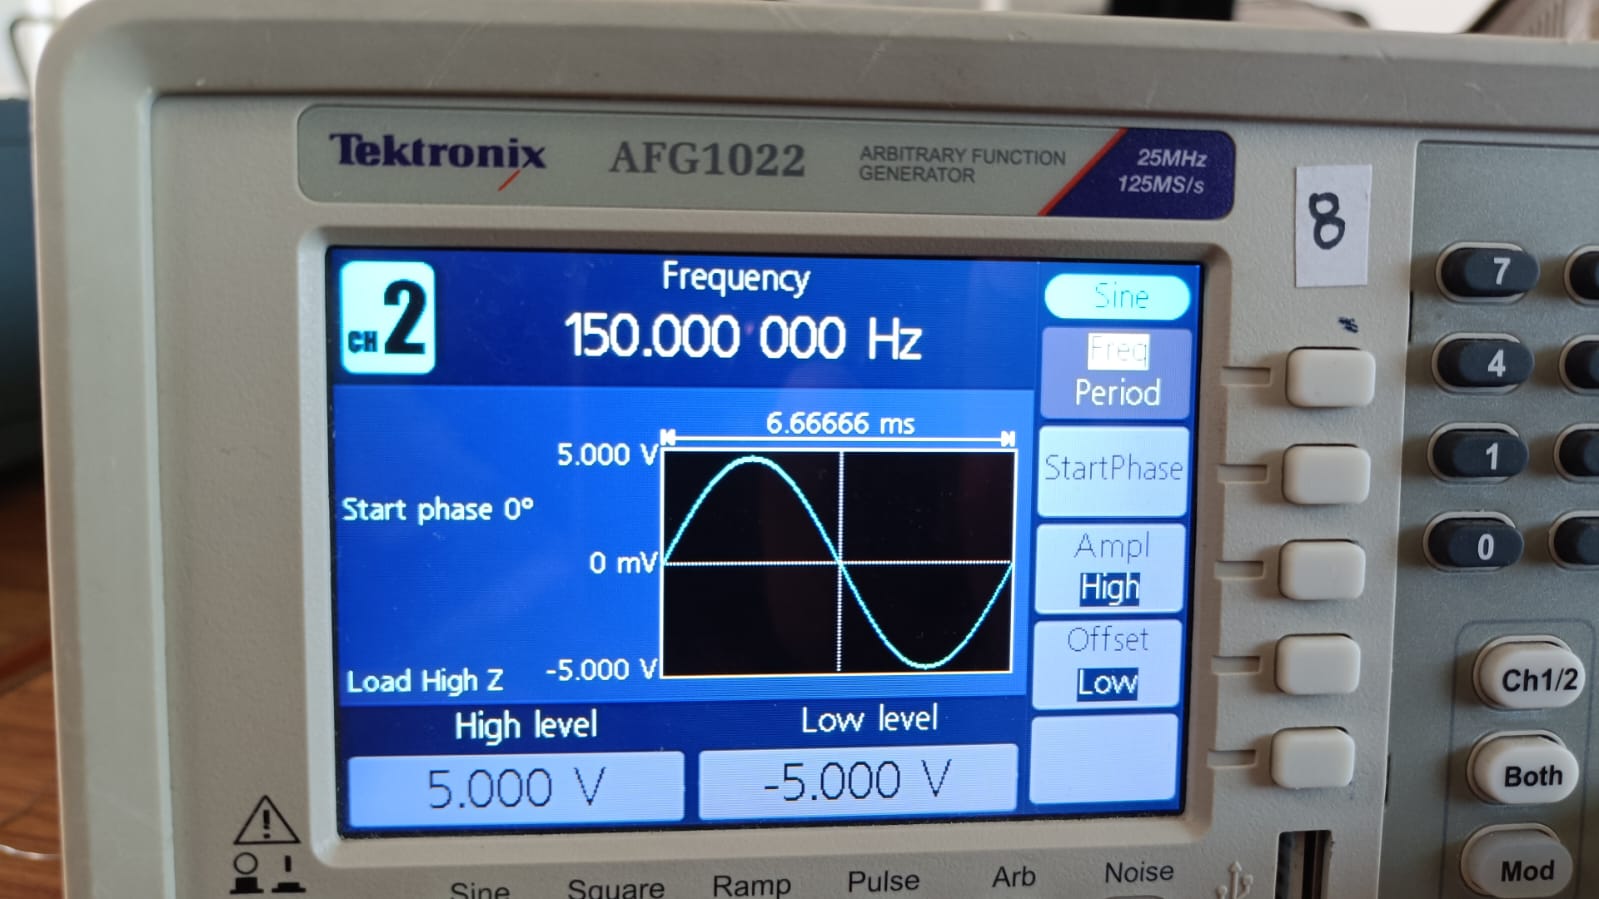 Tektronix AFG1022 ARBITRARY FUNCTION GENERATOR 25MHz 125MS/s
8
CH 2
Frequency
150.000 000 Hz
Sine
Freq
Period
StartPhase
Ampl
High
Offset
Low
6.66666 ms
5.000 V
Start phase 0°
0 mV
Load High Z
-5.000 V
High level
Low level
5.000 V
-5.000 V
7
4
1
0
Ch1/2
Both
Mod
Sine Square Ramp Pulse Arb Noise